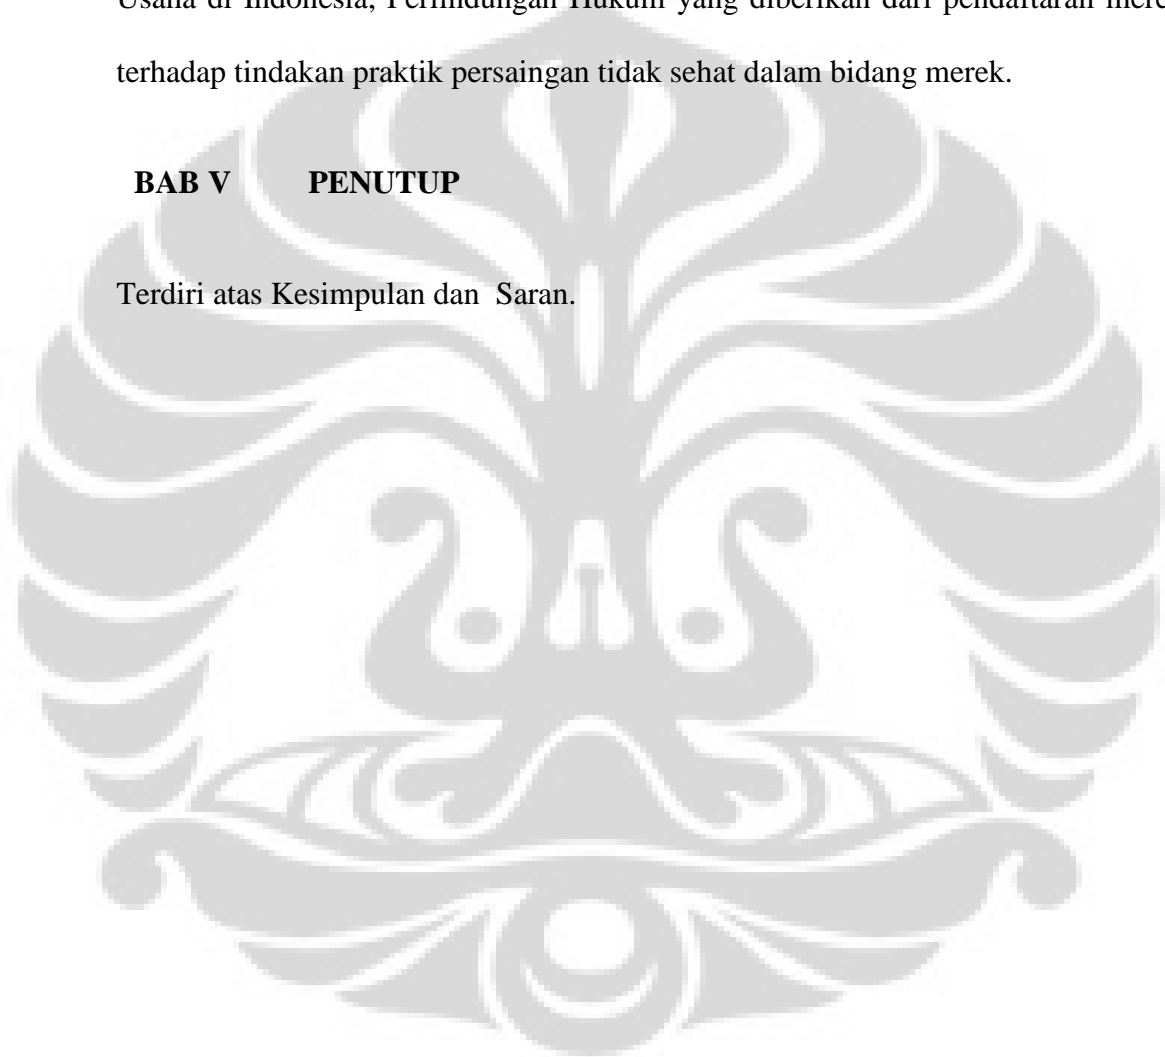 Usaha di Indonesia, Perlindungan Hukum yang diberikan dari pendaftaran
terhadap tindakan praktik persaingan tidak sehat dalam bidang merek.
BAB V PENUTUP
Terdiri atas Kesimpulan dan Saran.